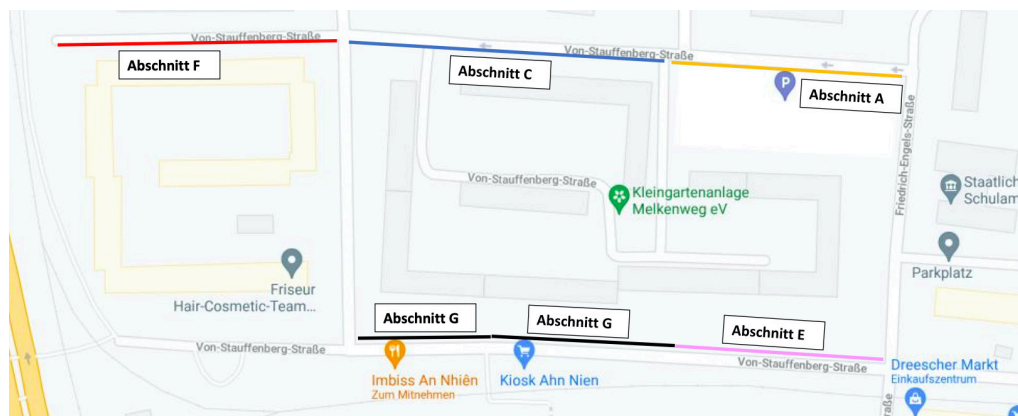 Von-Stauffenberg-Straße
Von-Stauffenberg-Straße
Abschnitt F
Abschnitt C
Abschnitt A
P
Friedrich-Engels-Straße
Von-Stauffenberg-Straße
Kleingartenanlage
Melkenweg eV
Staatlich
Schulam
Parkplatz
Friseur
Hair-Cosmetic-Team...
Abschnitt G
Abschnitt G
Abschnitt E
Von-Stauffenberg-Straße
Von-Stauffenberg-Straße
Imbiss An Nhiên
Zum Mitnehmen
Kiosk Ahn Nien
Dreescher Markt
Einkaufszentrum
Straße